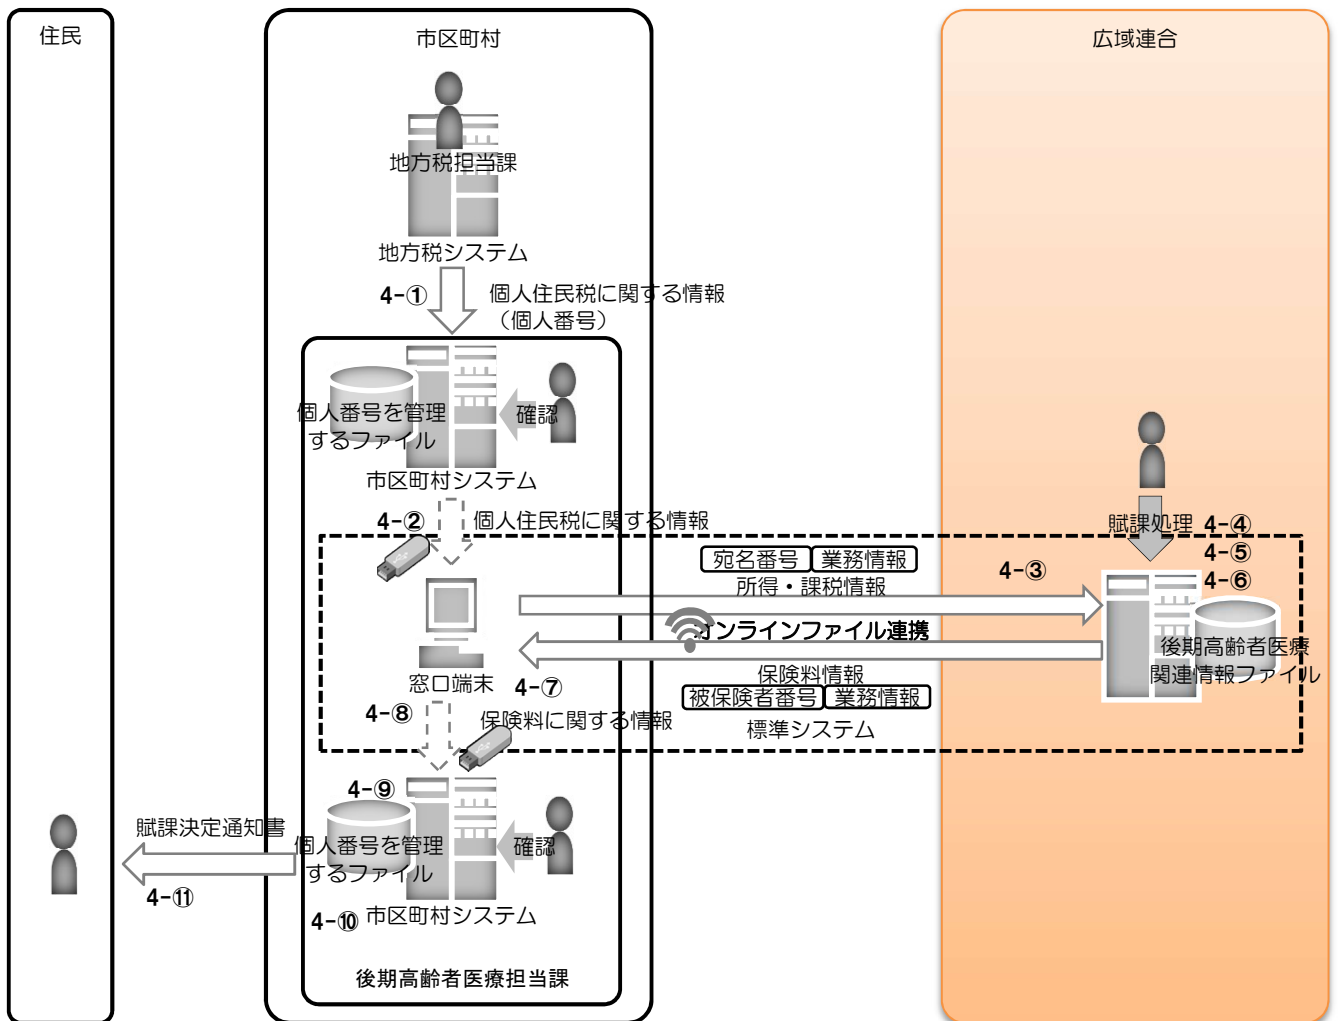 住民
市区町村
広域連合
地方税担当課
地方税システム
4-①
個人住民税に関する情報
（個人番号）
個人番号を管理
するファイル
確認
市区町村システム
4-②
個人住民税に関する情報
賦課処理
4-④
4-⑤
4-⑥
宛名番号
業務情報
4-③
所得・課税情報
オンラインファイル連携
後期高齢者医療
関連情報ファイル
窓口端末
4-⑦
保険料情報
被保険者番号
業務情報
4-⑧
保険料に関する情報
標準システム
4-⑨
賦課決定通知書
個人番号を管理
するファイル
確認
4-⑪
4-⑩
市区町村システム
後期高齢者医療担当課